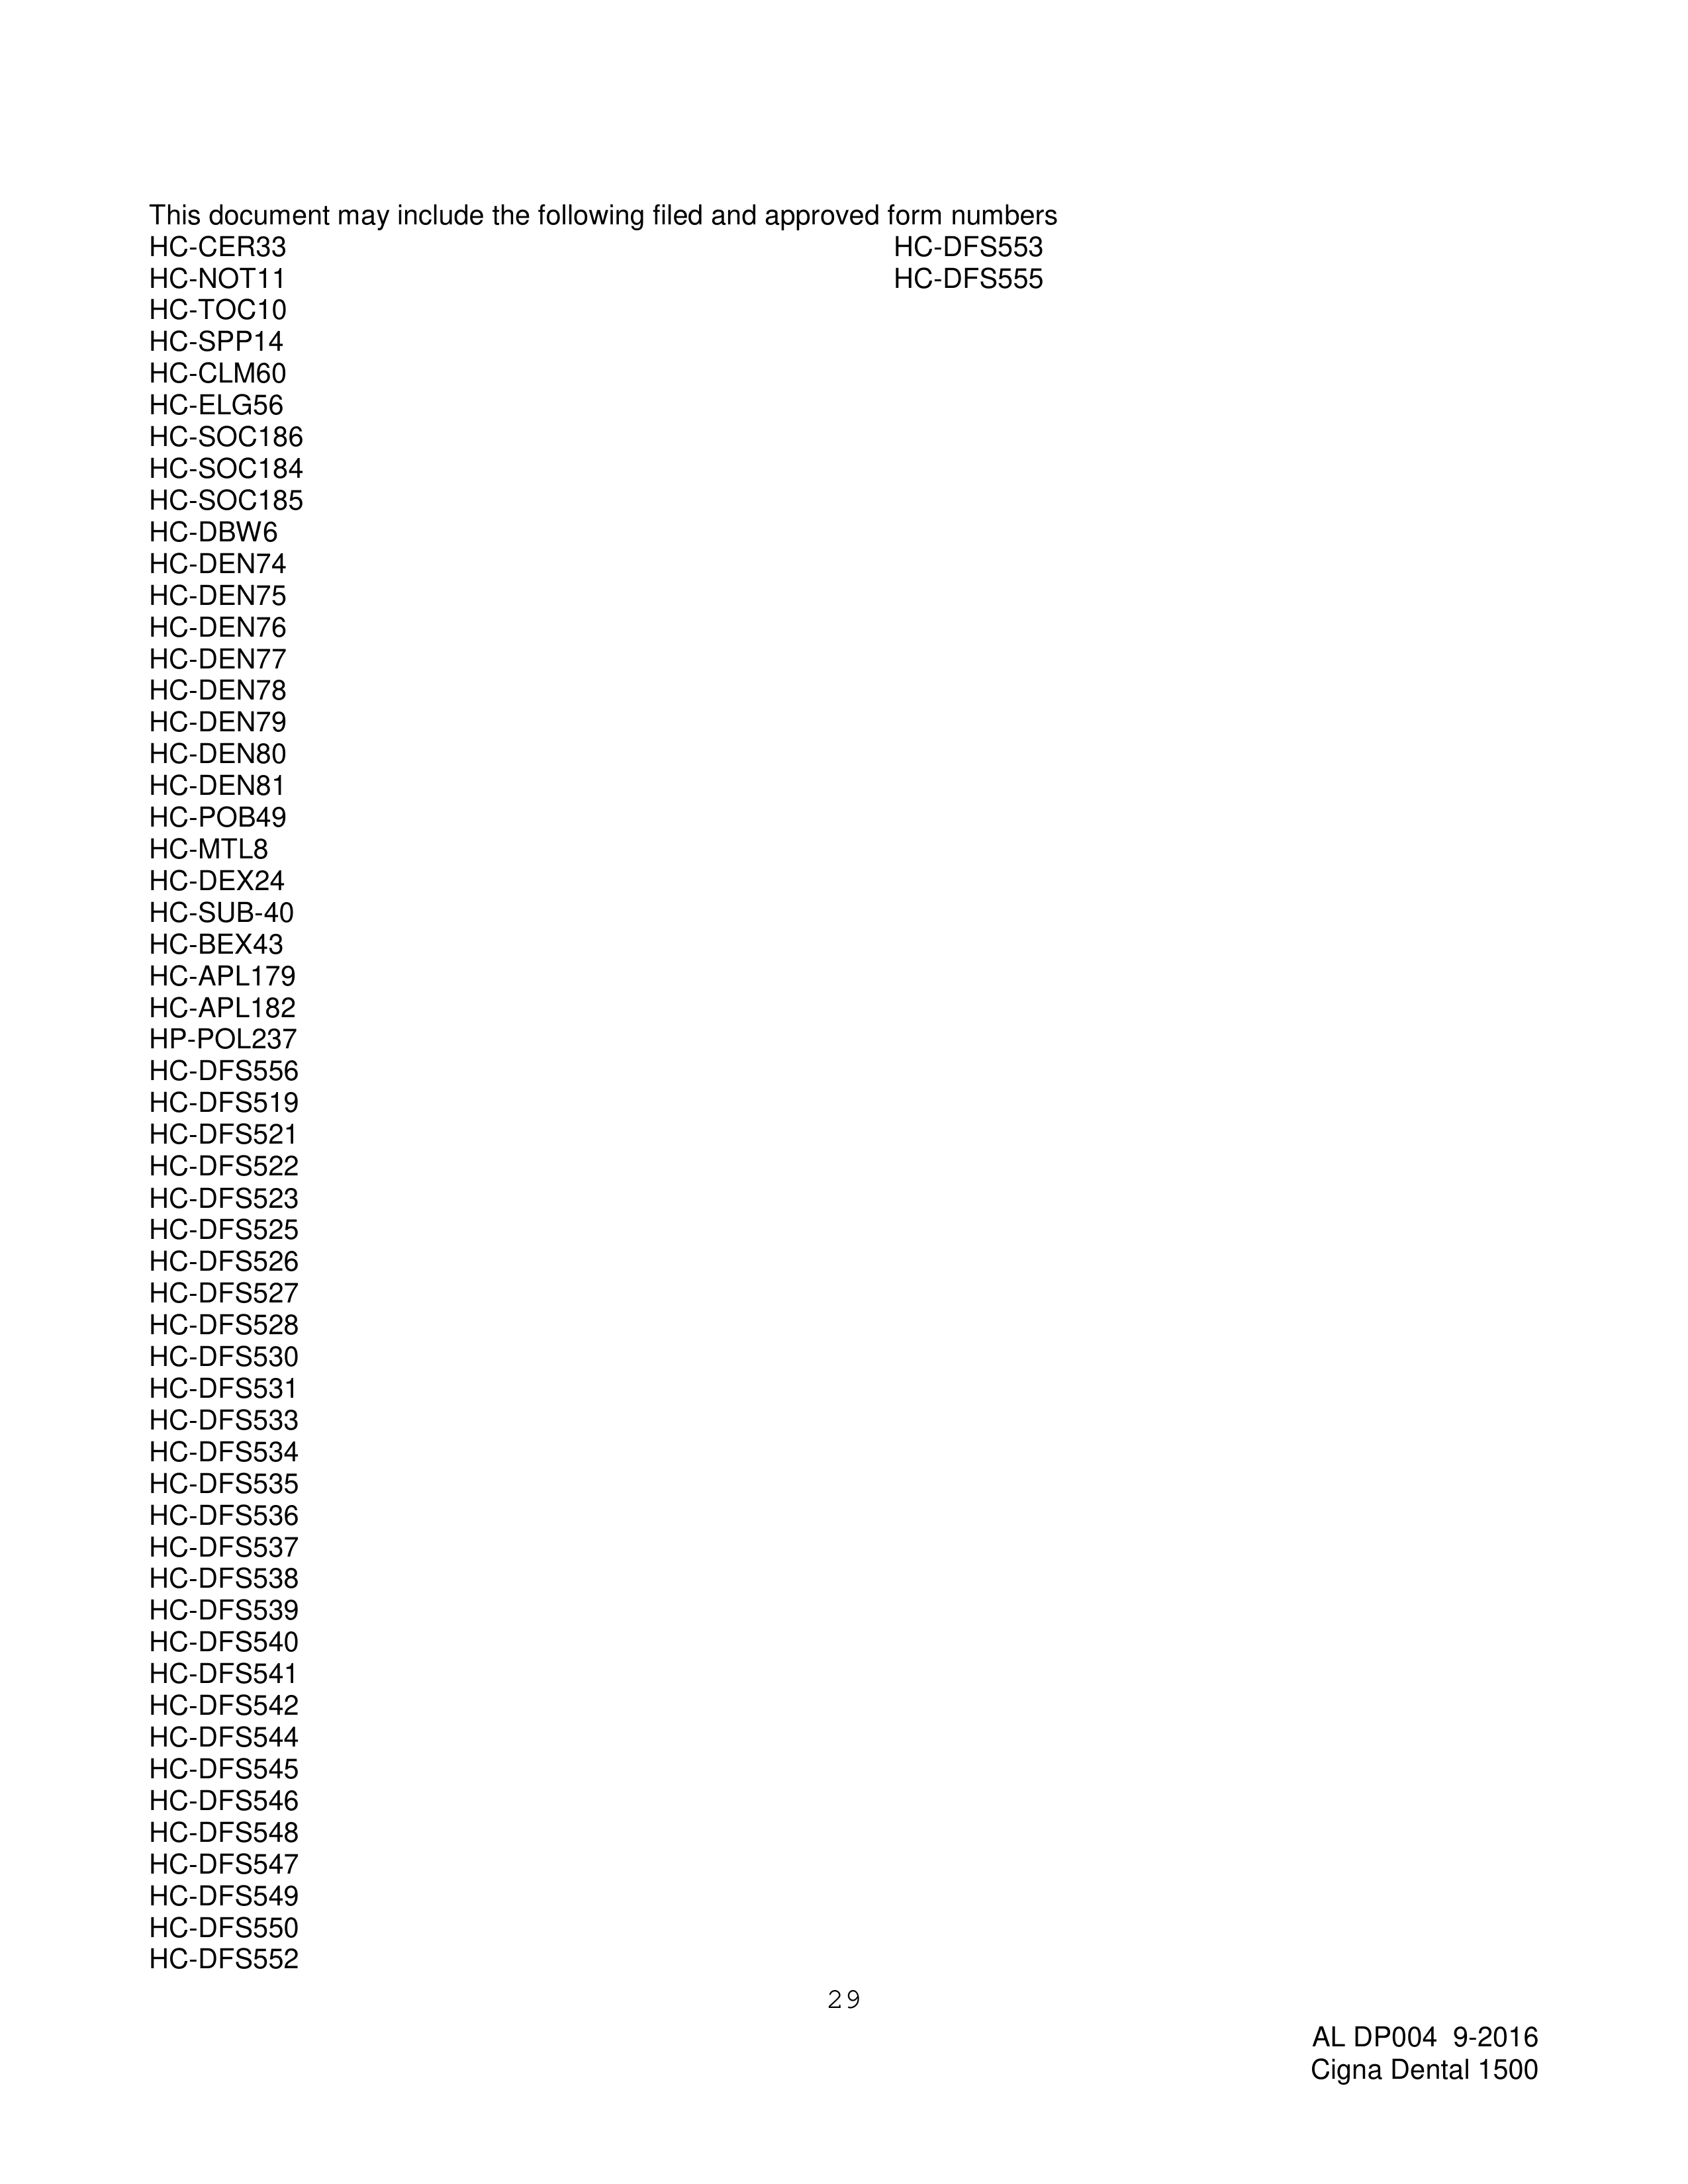 This document may include the following filed and approved form numbers
HC-CER33
HC-NOT11
HC-TOC10
HC-SPP14
HC-CLM60
HC-ELG56
HC-SOC186
HC-SOC184
HC-SOC185
HC-DBW6
HC-DEN74
HC-DEN75
HC-DEN76
HC-DEN77
HC-DEN78
HC-DEN79
HC-DEN80
HC-DEN81
HC-POB49
HC-MTL8
HC-DEX24
HC-SUB-40
HC-BEX43
HC-APL179
HC-APL182
HP-POL237
HC-DFS556
HC-DFS519
HC-DFS521
HC-DFS522
HC-DFS523
HC-DFS525
HC-DFS526
HC-DFS527
HC-DFS528
HC-DFS530
HC-DFS531
HC-DFS533
HC-DFS534
HC-DFS535
HC-DFS536
HC-DFS537
HC-DFS538
HC-DFS539
HC-DFS540
HC-DFS541
HC-DFS542
HC-DFS544
HC-DFS545
HC-DFS546
HC-DFS548
HC-DFS547
HC-DFS549
HC-DFS550
HC-DFS552
HC-DFS553
HC-DFS555
29
AL DP004  9-2016
Cigna Dental 1500